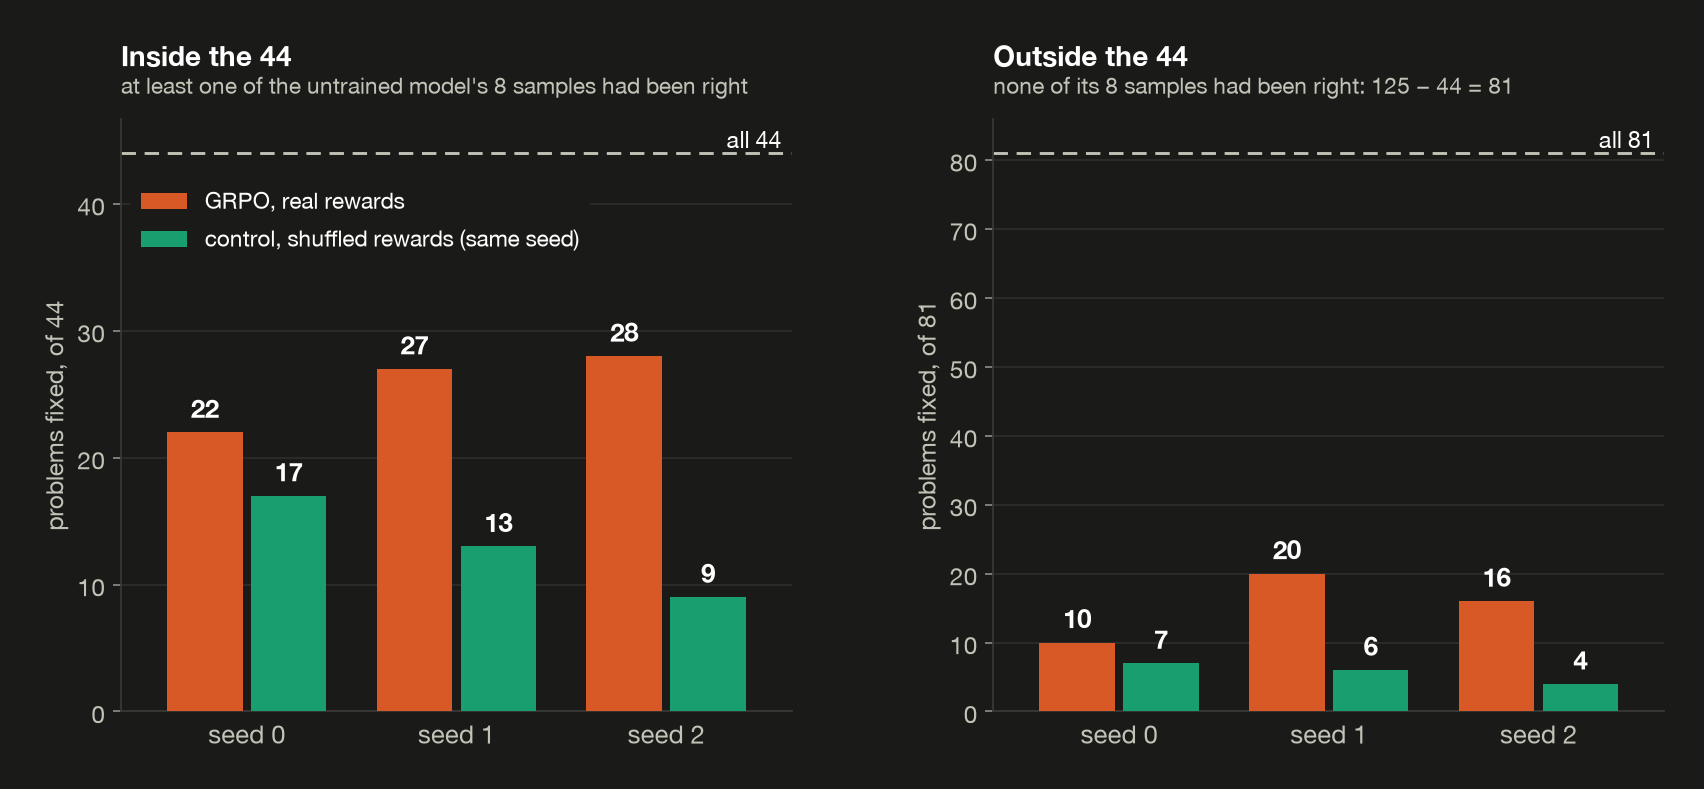 Inside the 44
at least one of the untrained model's 8 samples had been right
all 44
GRPO, real rewards
control, shuffled rewards (same seed)
problems fixed, of 44
40
30
20
10
0
22
17
27
13
28
9
seed 0
seed 1
seed 2
Outside the 44
none of its 8 samples had been right: 125 − 44 = 81
all 81
problems fixed, of 81
80
70
60
50
40
30
20
10
0
10
7
20
6
16
4
seed 0
seed 1
seed 2